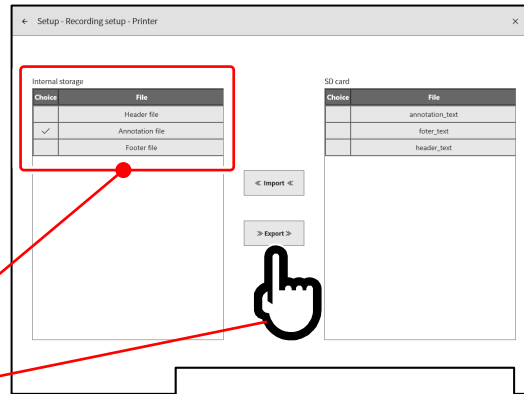 ← Setup - Recording setup - Printer ×
Internal storage
Choice File
Header file
✓ Annotation file
Footer file
≪ Import ≪
≫ Export ≫
SD card
Choice File
annotation_text
foter_text
header_text